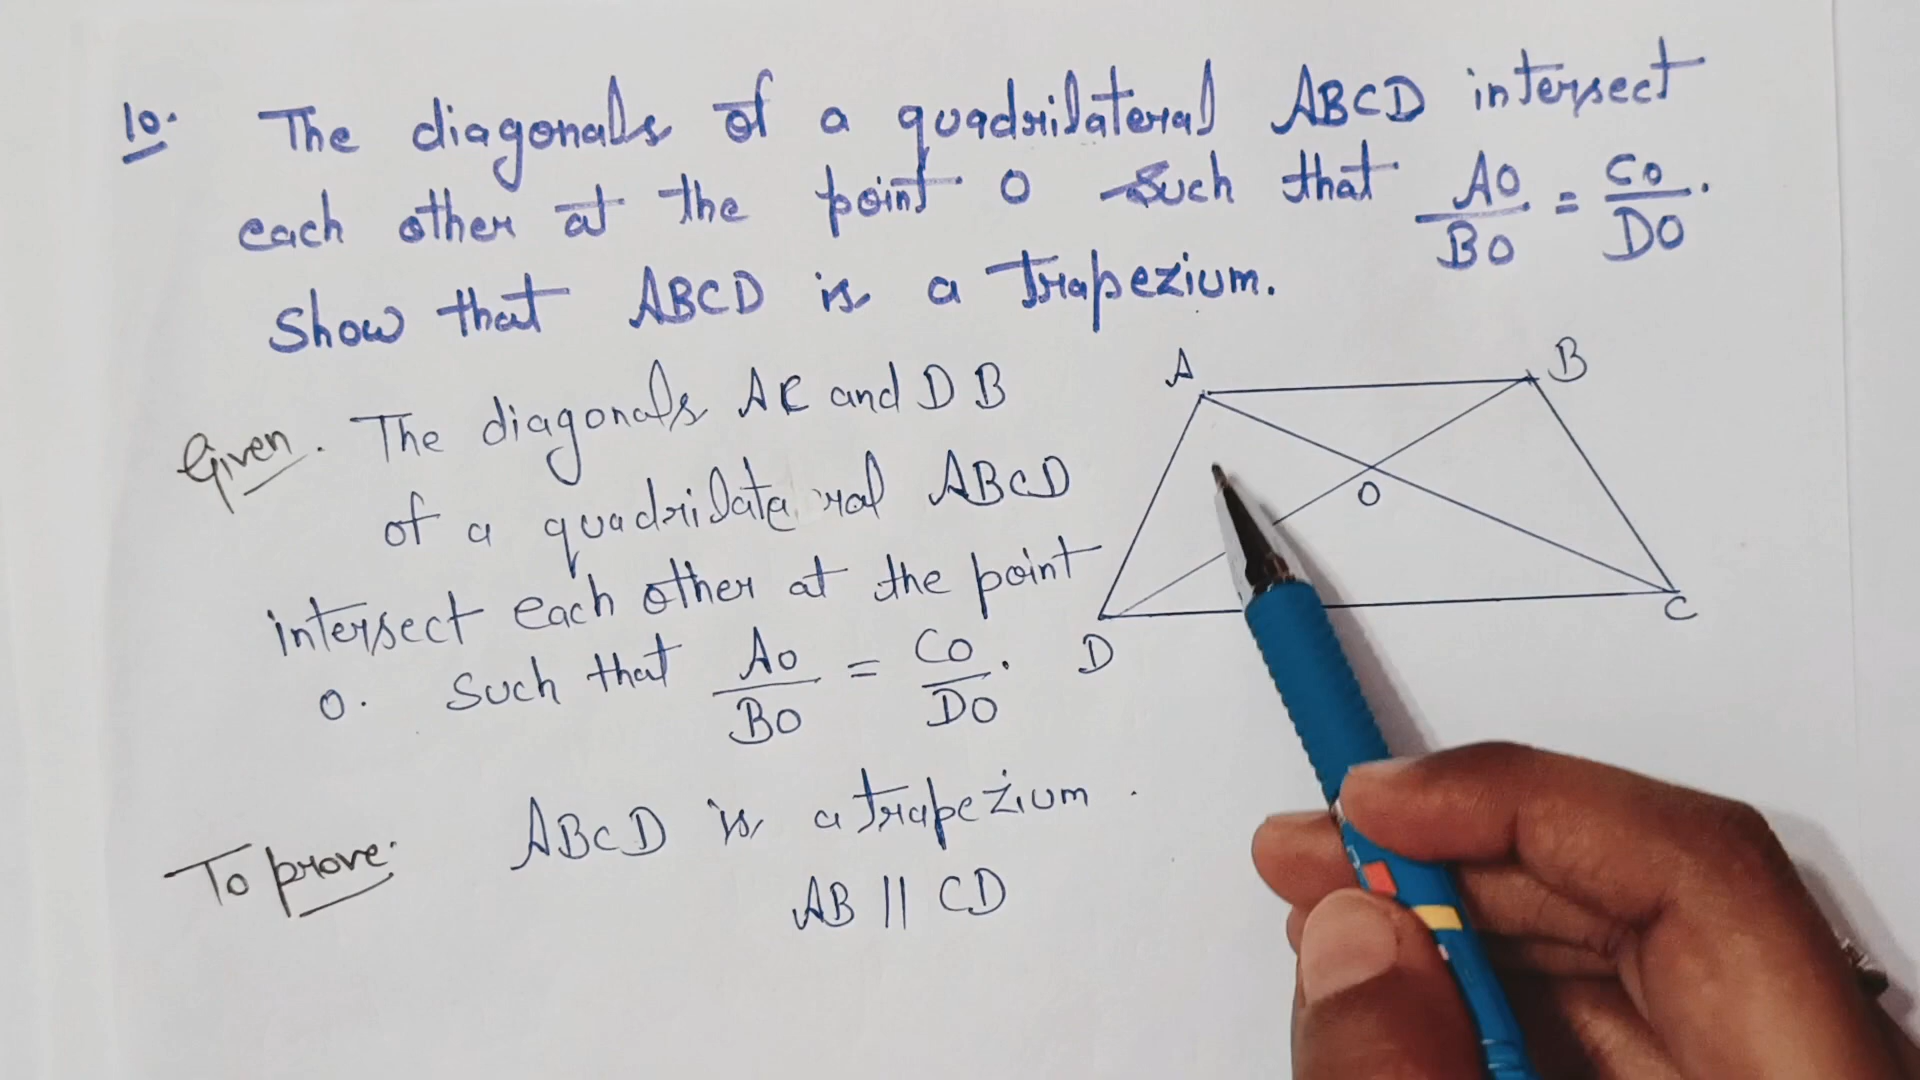 10. The diagonals of a quadrilateral ABCD intersect
each other at the point O such that AO/BO = CO/DO.
Show that ABCD is a trapezium.
Given. The diagonals AC and DB
of a quadrilateral ABCD
intersect each other at the point
O. Such that AO/BO = CO/DO.
To prove: ABCD is a trapezium.
AB || CD
A B
O
D C